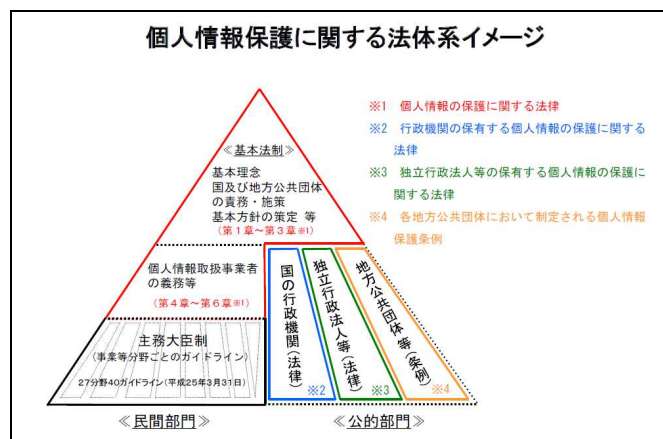 個人情報保護に関する法体系イメージ
※1 個人情報の保護に関する法律
※2 行政機関の保有する個人情報の保護に関する
法律
※3 独立行政法人等の保有する個人情報の保護に
関する法律
※4 各地方公共団体において制定される個人情報
保護条例
≪基本法制≫
基本理念
国及び地方公共団体
の責務・施策
基本方針の策定 等
(第1章~第3章※1)
個人情報取扱事業者
の義務等
(第4章~第6章※1)
主務大臣制
(事業等分野ごとのガイドライン)
27分野40ガイドライン(平成25年3月31日)
国の行政機関(法律)
※2
独立行政法人等(法律)
※3
地方公共団体等(条例)
※4
≪民間部門≫
≪公的部門≫